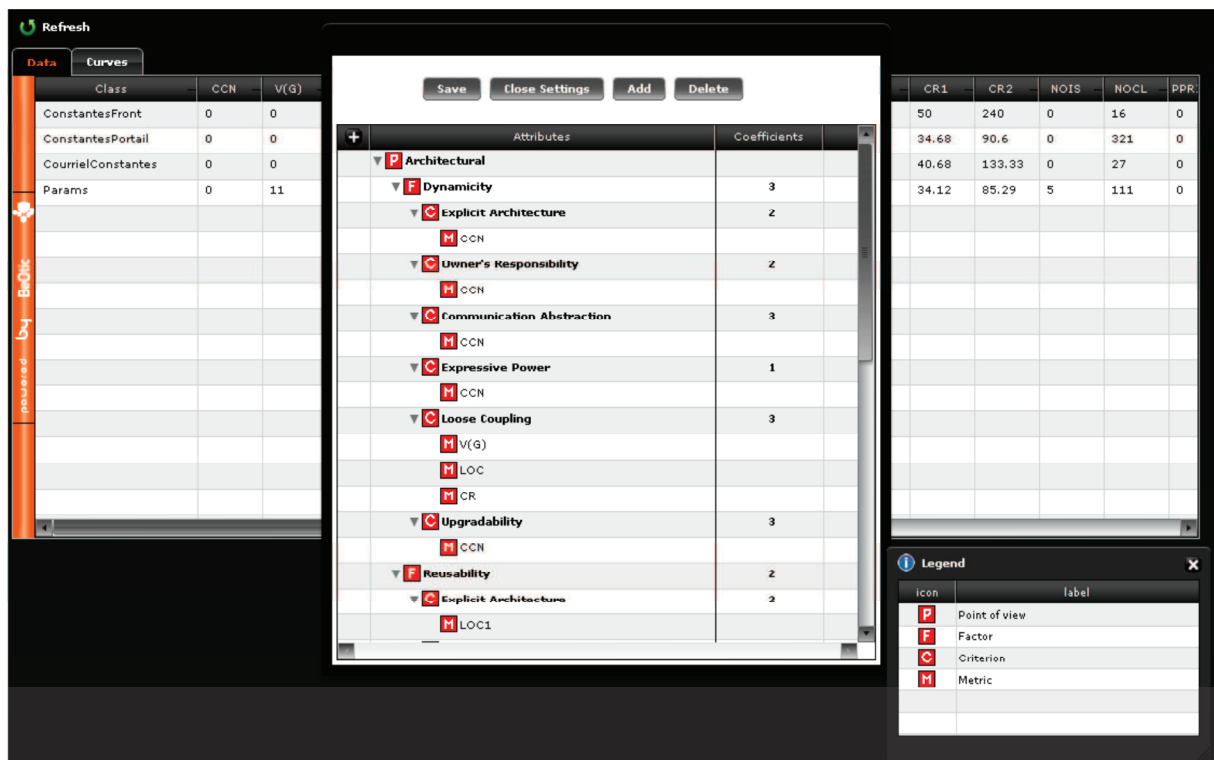 Refresh
Data Curves
Class CCN V(G) CR1 CR2 NOIS NOCL PPR
ConstantesFront 0 0 50 240 0 16 0
ConstantesPortail 0 0 34.68 90.6 0 321 0
CourrielConstantes 0 0 40.68 133.33 0 27 0
Params 0 11 34.12 85.29 5 111 0
powered by BeOtic
Save Close Settings Add Delete
Attributes Coefficients
P Architectural
F Dynamicity 3
C Explicit Architecture 2
M CCN
C Owner's Responsibility 2
M CCN
C Communication Abstraction 3
M CCN
C Expressive Power 1
M CCN
C Loose Coupling 3
M V(G)
M LOC
M CR
C Upgradability 3
M CCN
F Reusability 2
C Explicit Architecture 2
M LOC1
Legend
icon label
P Point of view
F Factor
C Criterion
M Metric